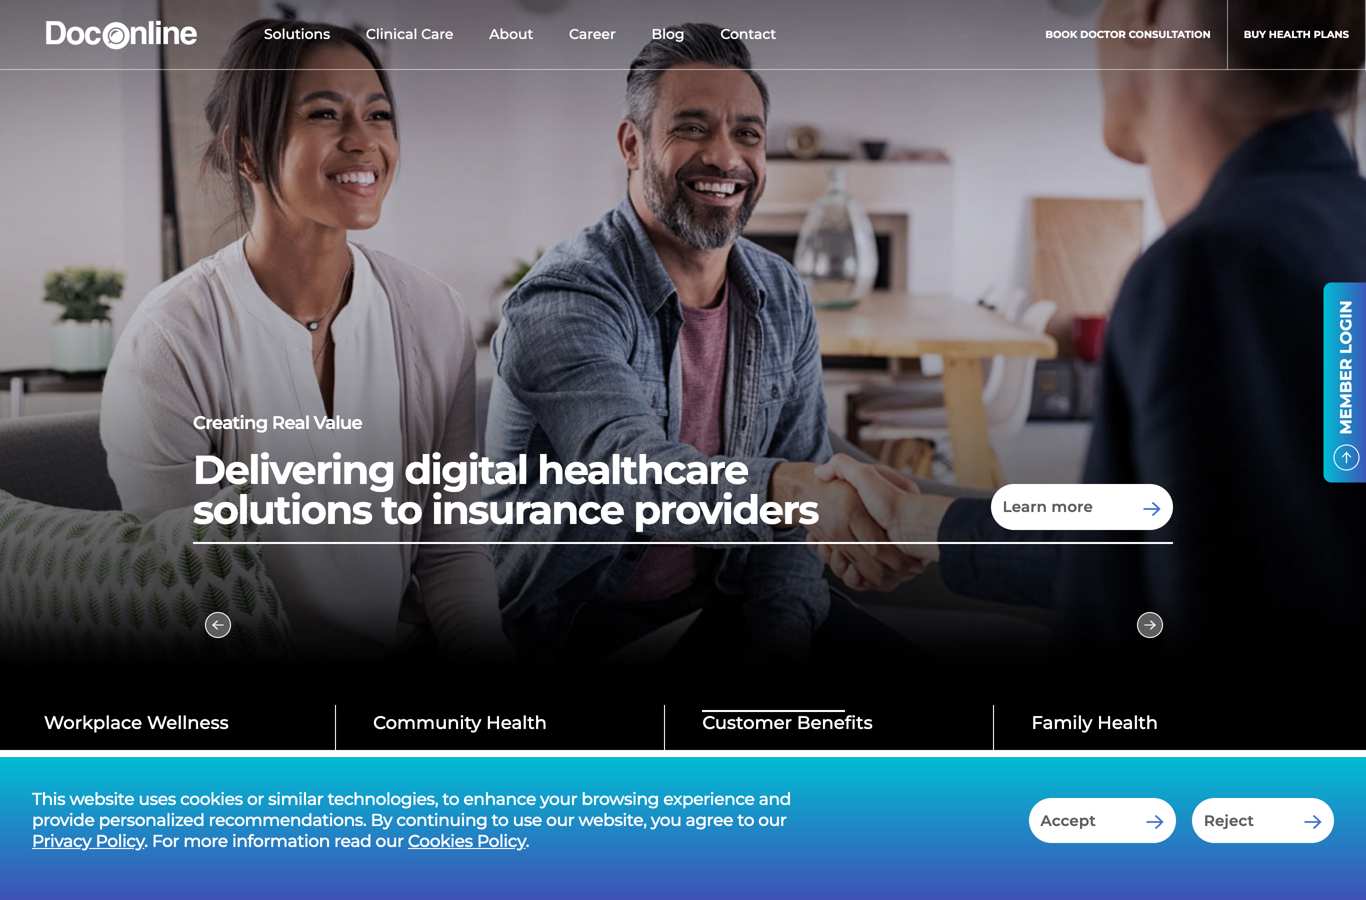 DocOnline
Solutions
Clinical Care
About
Career
Blog
Contact
BOOK DOCTOR CONSULTATION
BUY HEALTH PLANS
MEMBER LOGIN
Creating Real Value
Delivering digital healthcare
solutions to insurance providers
Learn more
Workplace Wellness
Community Health
Customer Benefits
Family Health
This website uses cookies or similar technologies, to enhance your browsing experience and
provide personalized recommendations. By continuing to use our website, you agree to our
Privacy Policy. For more information read our Cookies Policy.
Accept
Reject